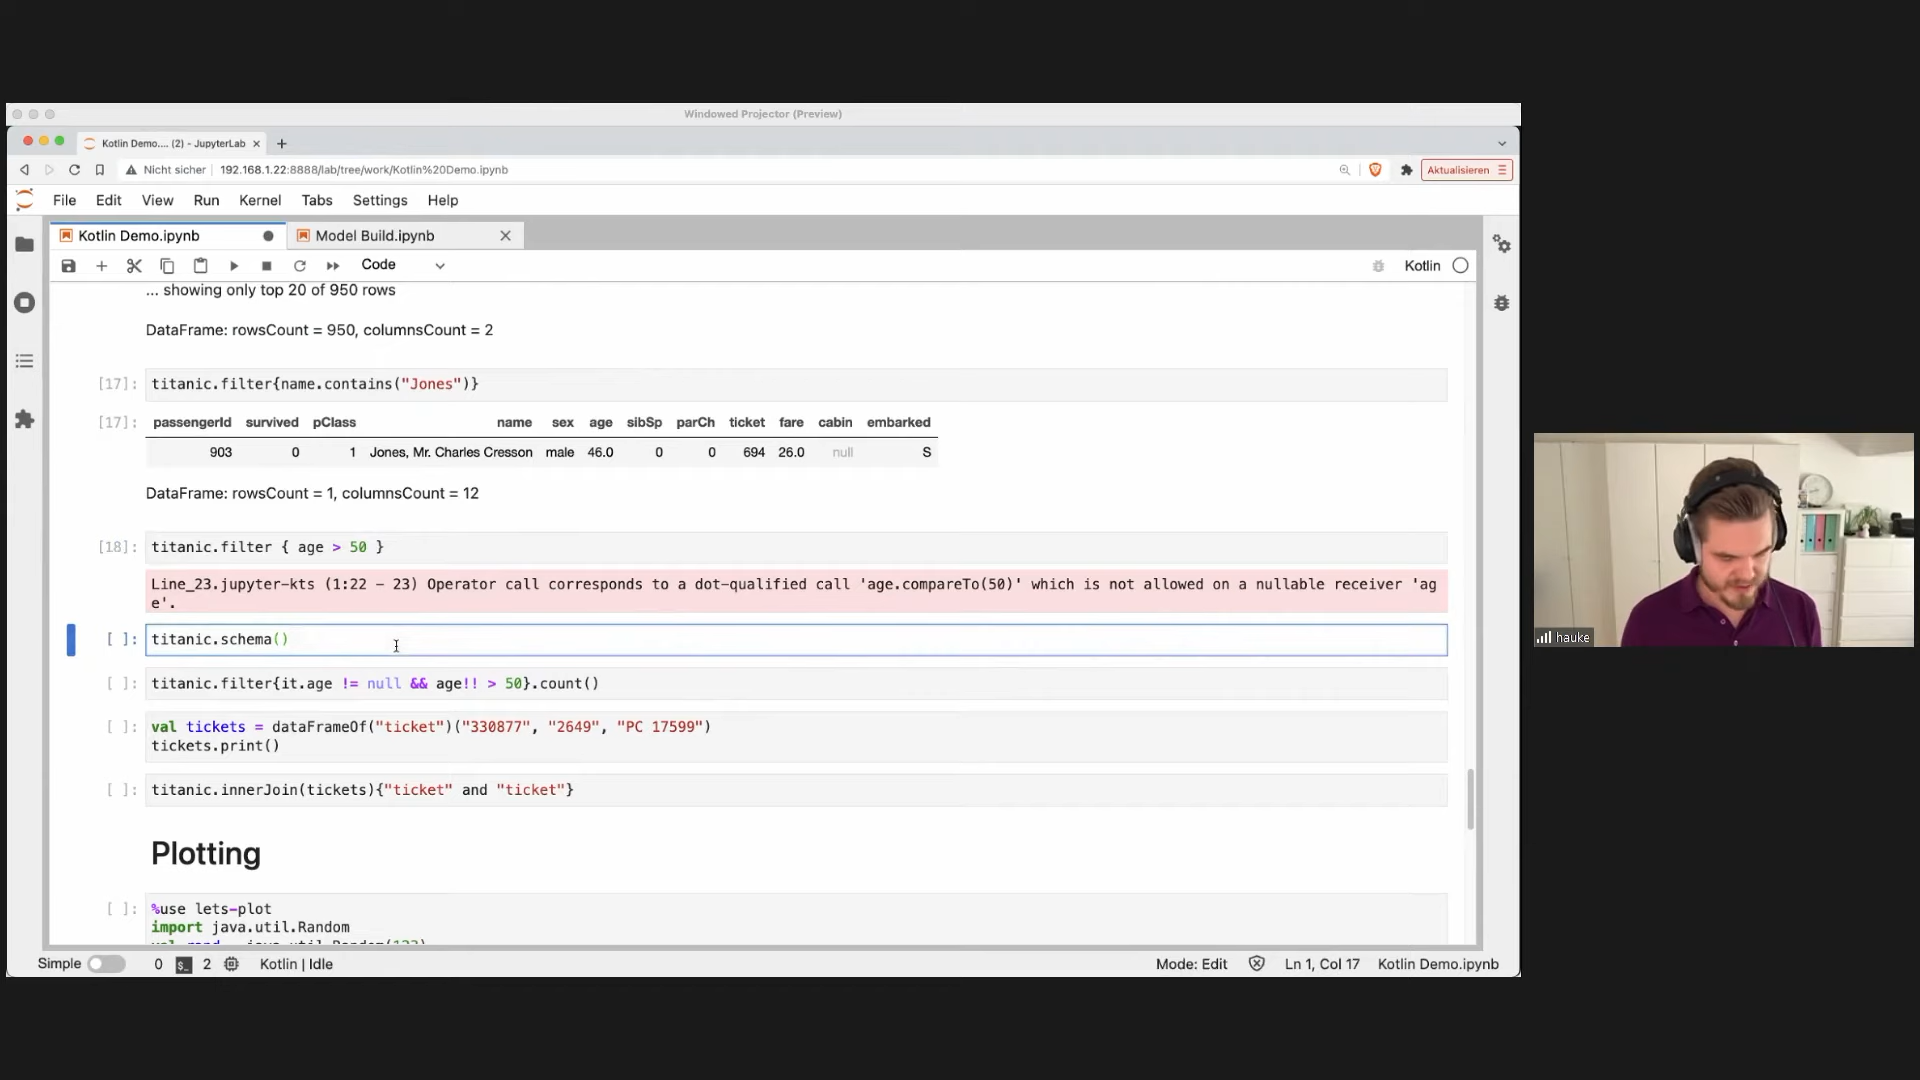 Windowed Projector (Preview)
Kotlin Demo.... (2) - JupyterLab
Nicht sicher 192.168.1.22:8888/lab/tree/work/Kotlin%20Demo.ipynb
Aktualisieren
File Edit View Run Kernel Tabs Settings Help
Kotlin Demo.ipynb
Model Build.ipynb
Code
Kotlin
... showing only top 20 of 950 rows
DataFrame: rowsCount = 950, columnsCount = 2
[17]: titanic.filter{name.contains("Jones")}
[17]: passengerId survived pClass name sex age sibSp parCh ticket fare cabin embarked
903 0 1 Jones, Mr. Charles Cresson male 46.0 0 0 694 26.0 null S
DataFrame: rowsCount = 1, columnsCount = 12
[18]: titanic.filter { age > 50 }
Line_23.jupyter-kts (1:22 - 23) Operator call corresponds to a dot-qualified call 'age.compareTo(50)' which is not allowed on a nullable receiver 'ag
e'.
[ ]: titanic.schema()
[ ]: titanic.filter{it.age != null && age!! > 50}.count()
[ ]: val tickets = dataFrameOf("ticket")("330877", "2649", "PC 17599")
tickets.print()
[ ]: titanic.innerJoin(tickets){"ticket" and "ticket"}
Plotting
[ ]: %use lets-plot
import java.util.Random
Simple 0 2 Kotlin | Idle
Mode: Edit Ln 1, Col 17 Kotlin Demo.ipynb
hauke